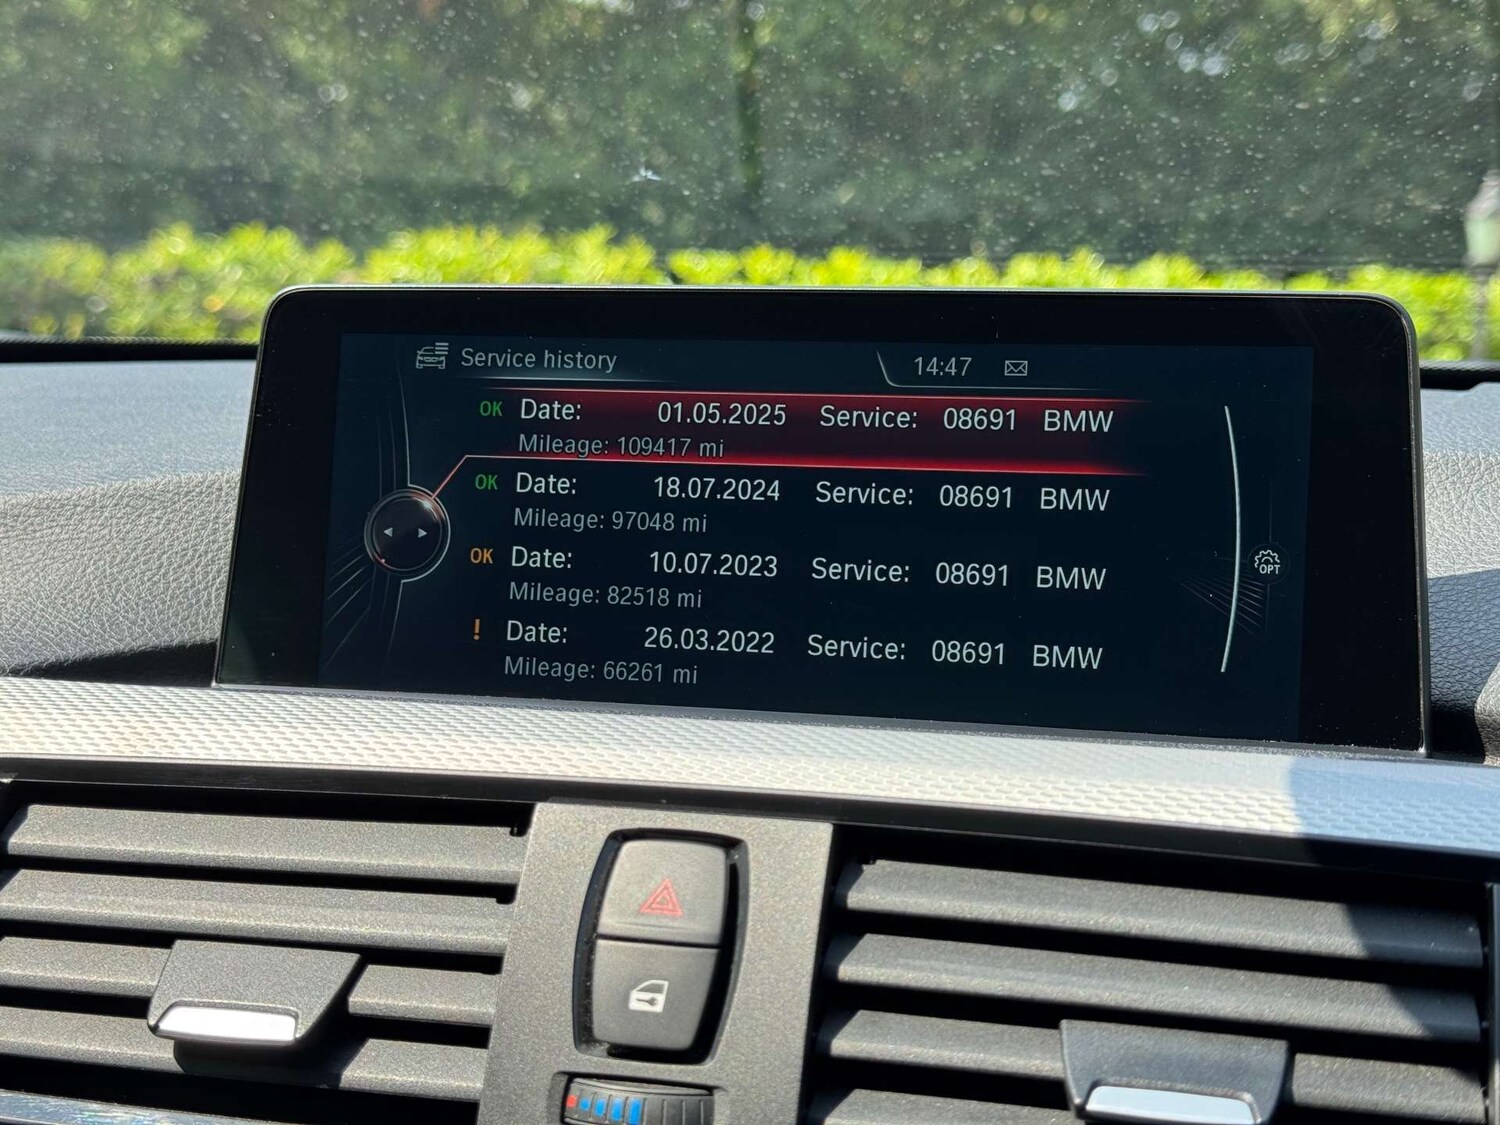 Service history
14:47
OK Date: 01.05.2025 Service: 08691 BMW
Mileage: 109417 mi
OK Date: 18.07.2024 Service: 08691 BMW
Mileage: 97048 mi
OK Date: 10.07.2023 Service: 08691 BMW
Mileage: 82518 mi
! Date: 26.03.2022 Service: 08691 BMW
Mileage: 66261 mi
OPT